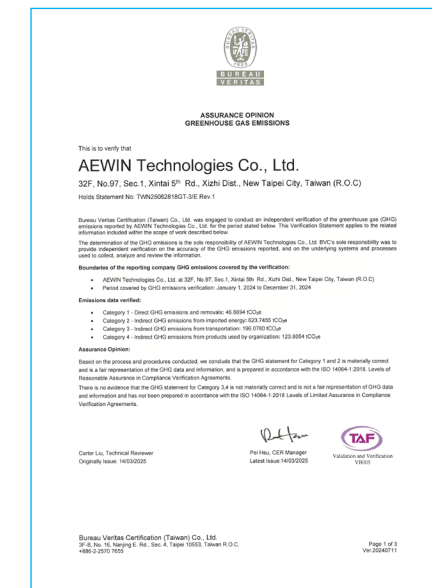 BUREAU
VERITAS
ASSURANCE OPINION
GREENHOUSE GAS EMISSIONS
This is to verify that
AEWIN Technologies Co., Ltd.
32F, No.97, Sec.1, Xintai 5th Rd., Xizhi Dist., New Taipei City, Taiwan (R.O.C)
Holds Statement No: TWN25062818GT-3/E Rev.1
Bureau Veritas Certification (Taiwan) Co., Ltd. was engaged to conduct an independent verification of the greenhouse gas (GHG)
emissions reported by AEWIN Technologies Co., Ltd. for the period stated below. This Verification Statement applies to the related
information included within the scope of work described below.
The determination of the GHG emissions is the sole responsibility of AEWIN Technologies Co., Ltd. BVC's sole responsibility was to
provide independent verification on the accuracy of the GHG emissions reported, and on the underlying systems and processes
used to collect, analyze and review the information.
Boundaries of the reporting company GHG emissions covered by the verification:
• AEWIN Technologies Co., Ltd. at 32F, No.97, Sec.1, Xintai 5th Rd., Xizhi Dist., New Taipei City, Taiwan (R.O.C)
• Period covered by GHG emissions verification: January 1, 2024 to December 31, 2024
Emissions data verified:
• Category 1 - Direct GHG emissions and removals: 46.6694 tCO₂e
• Category 2 - Indirect GHG emissions from imported energy: 623.7455 tCO₂e
• Category 3 - Indirect GHG emissions from transportation: 196.0760 tCO₂e
• Category 4 - Indirect GHG emissions from products used by organization: 123.8054 tCO₂e
Assurance Opinion:
Based on the process and procedures conducted, we conclude that the GHG statement for Category 1 and 2 is materially correct
and is a fair representation of the GHG data and information, and is prepared in accordance with the ISO 14064-1:2018. Levels of
Reasonable Assurance in Compliance Verification Agreements.
There is no evidence that the GHG statement for Category 3,4 is not materially correct and is not a fair representation of GHG data
and information and has not been prepared in accordance with the ISO 14064-1:2018 Levels of Limited Assurance in Compliance
Verification Agreements.
Carter Liu, Technical Reviewer
Originally Issue: 14/03/2025
Pei Hsu, CER Manager
Latest Issue:14/03/2025
TAF
Validation and Verification
VB005
Bureau Veritas Certification (Taiwan) Co., Ltd.
3F-B, No. 16, Nanjing E. Rd., Sec. 4, Taipei 10553, Taiwan R.O.C.
+886-2-2570 7655
Page 1 of 3
Ver.20240711